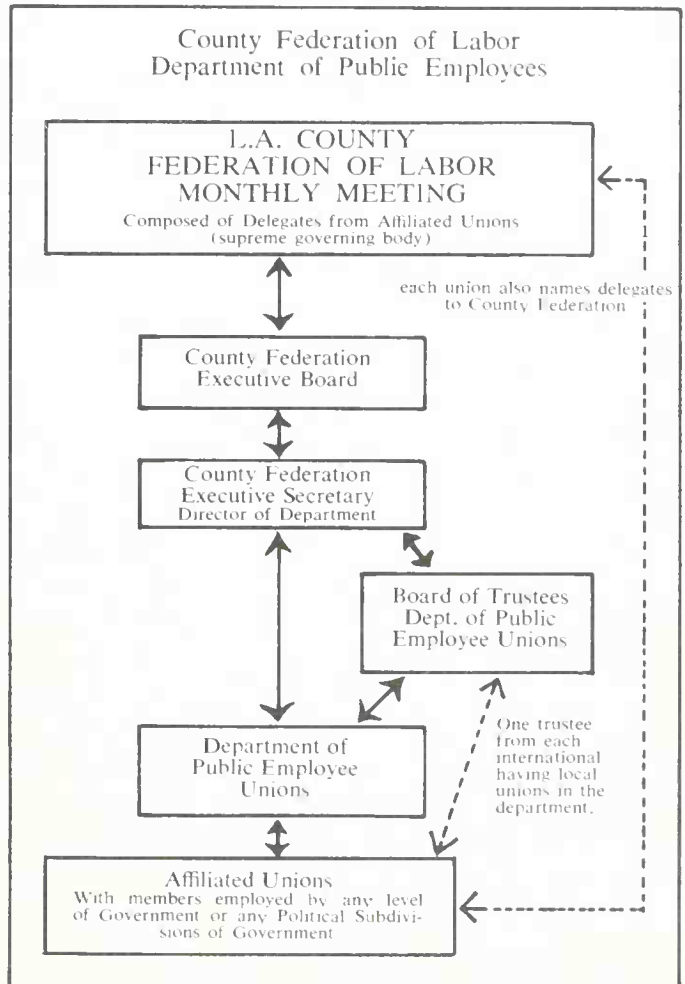 County Federation of Labor
Department of Public Employees
L.A. COUNTY
FEDERATION OF LABOR
MONTHLY MEETING
Composed of Delegates from Affiliated Unions
(supreme governing body)
each union also names delegates
to County Federation
County Federation
Executive Board
County Federation
Executive Secretary
Director of Department
Board of Trustees
Dept. of Public
Employee Unions
One trustee
from each
international
having local
unions in the
department.
Department of
Public Employee
Unions
Affiliated Unions
With members employed by any level
of Government or any Political Subdivi-
sions of Government